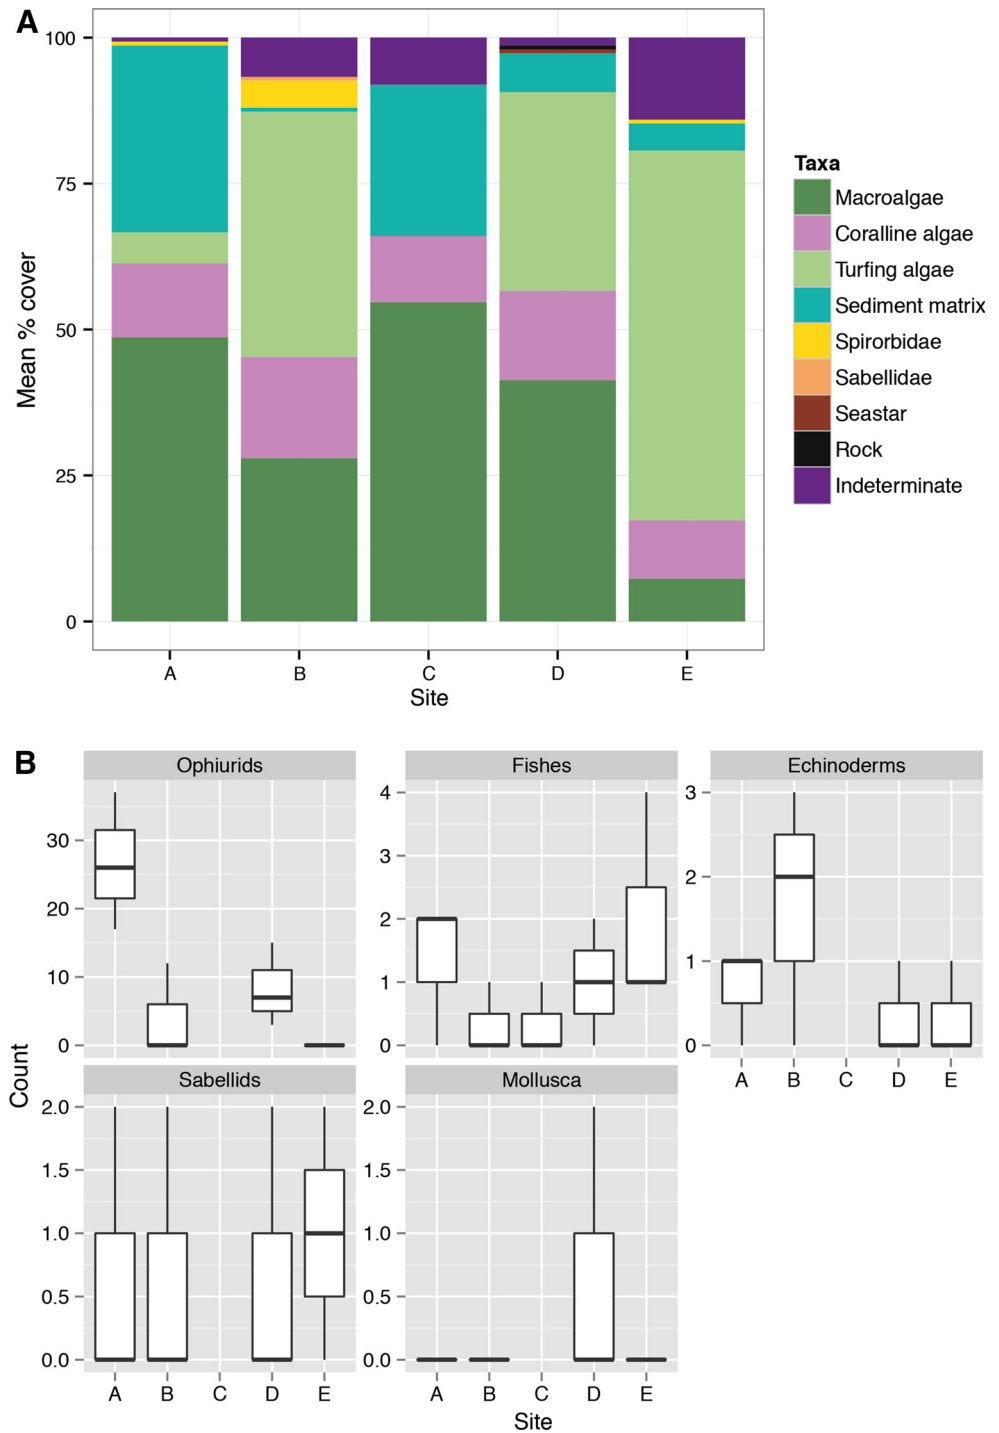 A
100
75
50
25
0
Mean % cover
A B C D E
Site
Taxa
Macroalgae
Coralline algae
Turfing algae
Sediment matrix
Spirorbidae
Sabellidae
Seastar
Rock
Indeterminate
B
Count
Ophiurids
30
20
10
0
Fishes
4
3
2
1
0
Echinoderms
3
2
1
0
A B C D E
Sabellids
2.0
1.5
1.0
0.5
0.0
A B C D E
Mollusca
2.0
1.5
1.0
0.5
0.0
A B C D E
Site